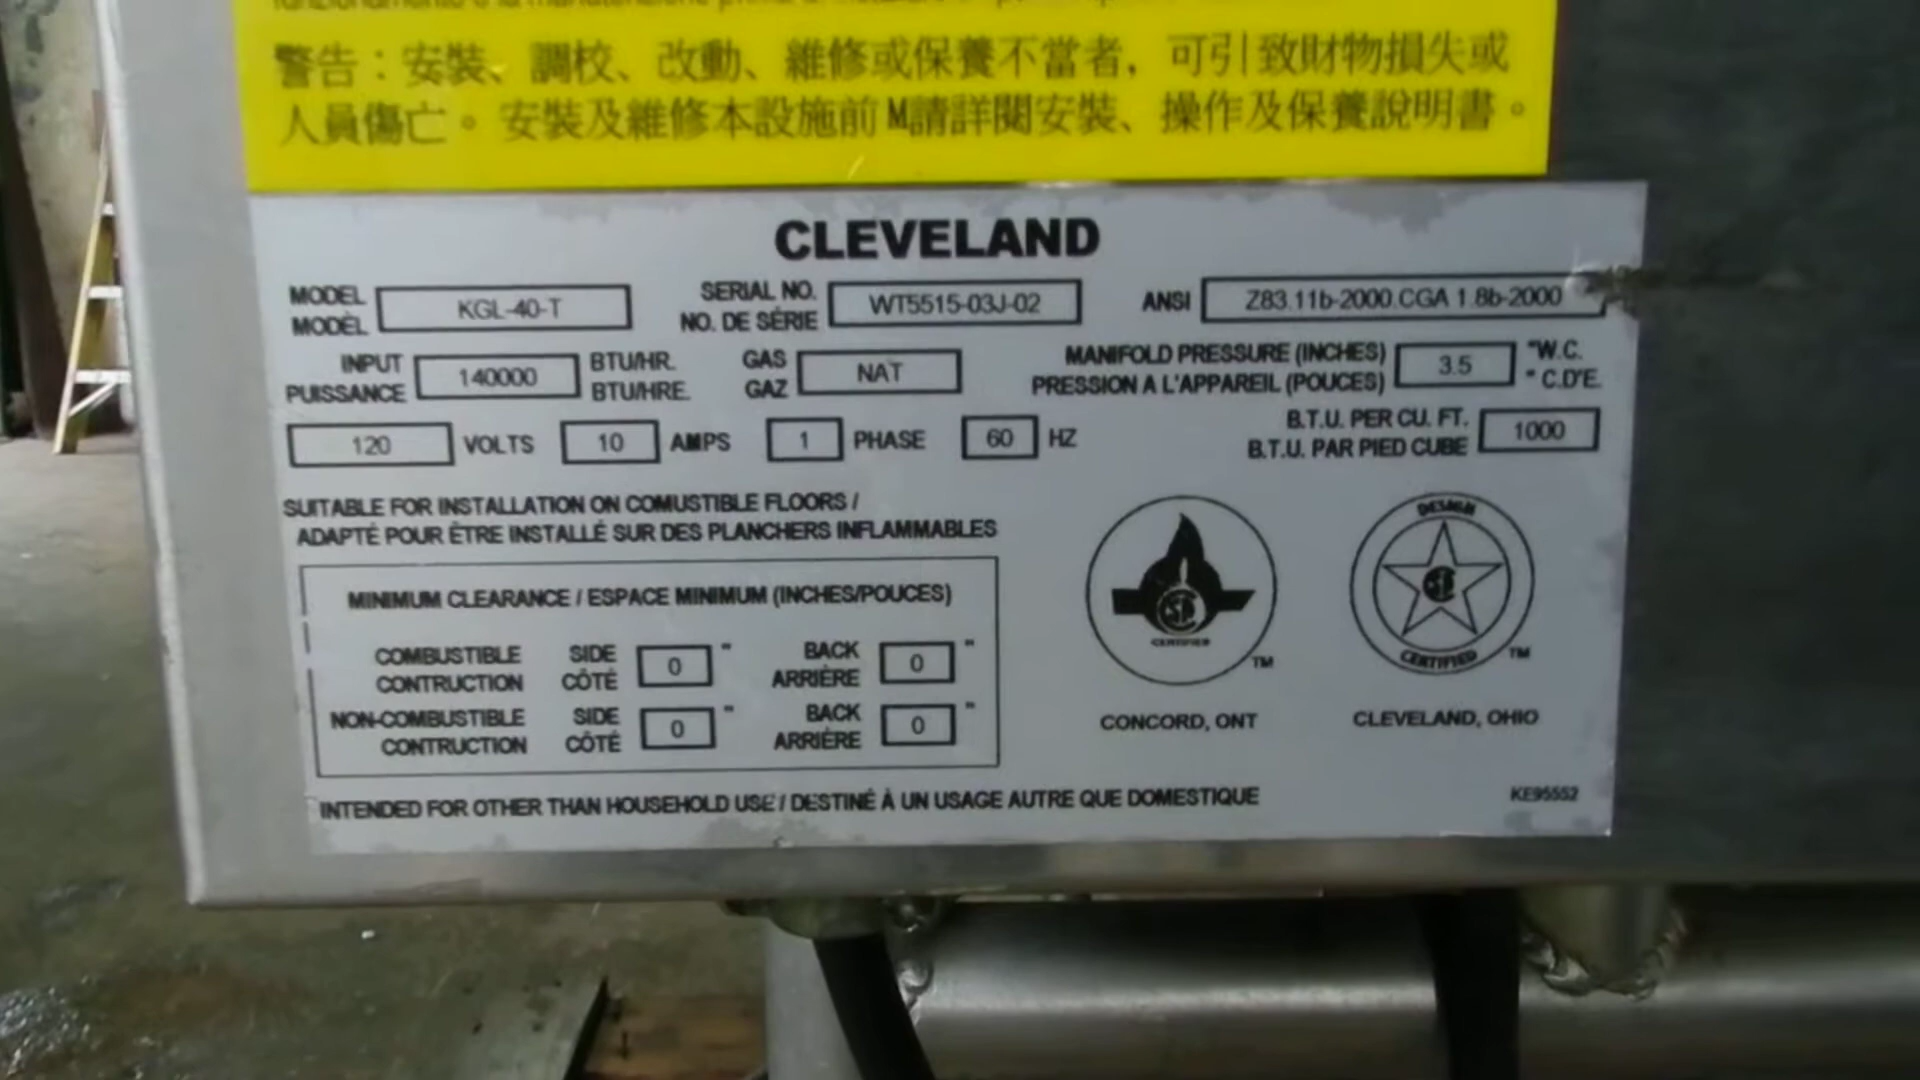 警告：安裝、調校、改動、維修或保養不當者，可引致財物損失或
人員傷亡。安裝及維修本設施前M請詳閱安裝、操作及保養說明書。
CLEVELAND
MODEL KGL-40-T SERIAL NO. WT5515-03J-02 ANSI Z83.11b-2000.CGA 1.8b-2000
MODÈL NO. DE SÉRIE
INPUT 140000 BTU/HR. GAS NAT MANIFOLD PRESSURE (INCHES) 3.5 "W.C.
PUISSANCE BTU/HRE. GAZ PRESSION A L'APPAREIL (POUCES) " C.D'E.
120 VOLTS 10 AMPS 1 PHASE 60 HZ B.T.U. PER CU. FT. 1000
B.T.U. PAR PIED CUBE
SUITABLE FOR INSTALLATION ON COMUSTIBLE FLOORS /
ADAPTÉ POUR ÊTRE INSTALLÉ SUR DES PLANCHERS INFLAMMABLES
MINIMUM CLEARANCE / ESPACE MINIMUM (INCHES/POUCES)
COMBUSTIBLE SIDE 0 " BACK 0 "
CONTRUCTION CÔTÉ ARRIÈRE
NON-COMBUSTIBLE SIDE 0 " BACK 0 "
CONTRUCTION CÔTÉ ARRIÈRE
CERTIFIED
TM
CONCORD, ONT
DESIGN
CERTIFIED
TM
CLEVELAND, OHIO
INTENDED FOR OTHER THAN HOUSEHOLD USE / DESTINÉ À UN USAGE AUTRE QUE DOMESTIQUE
KE95552